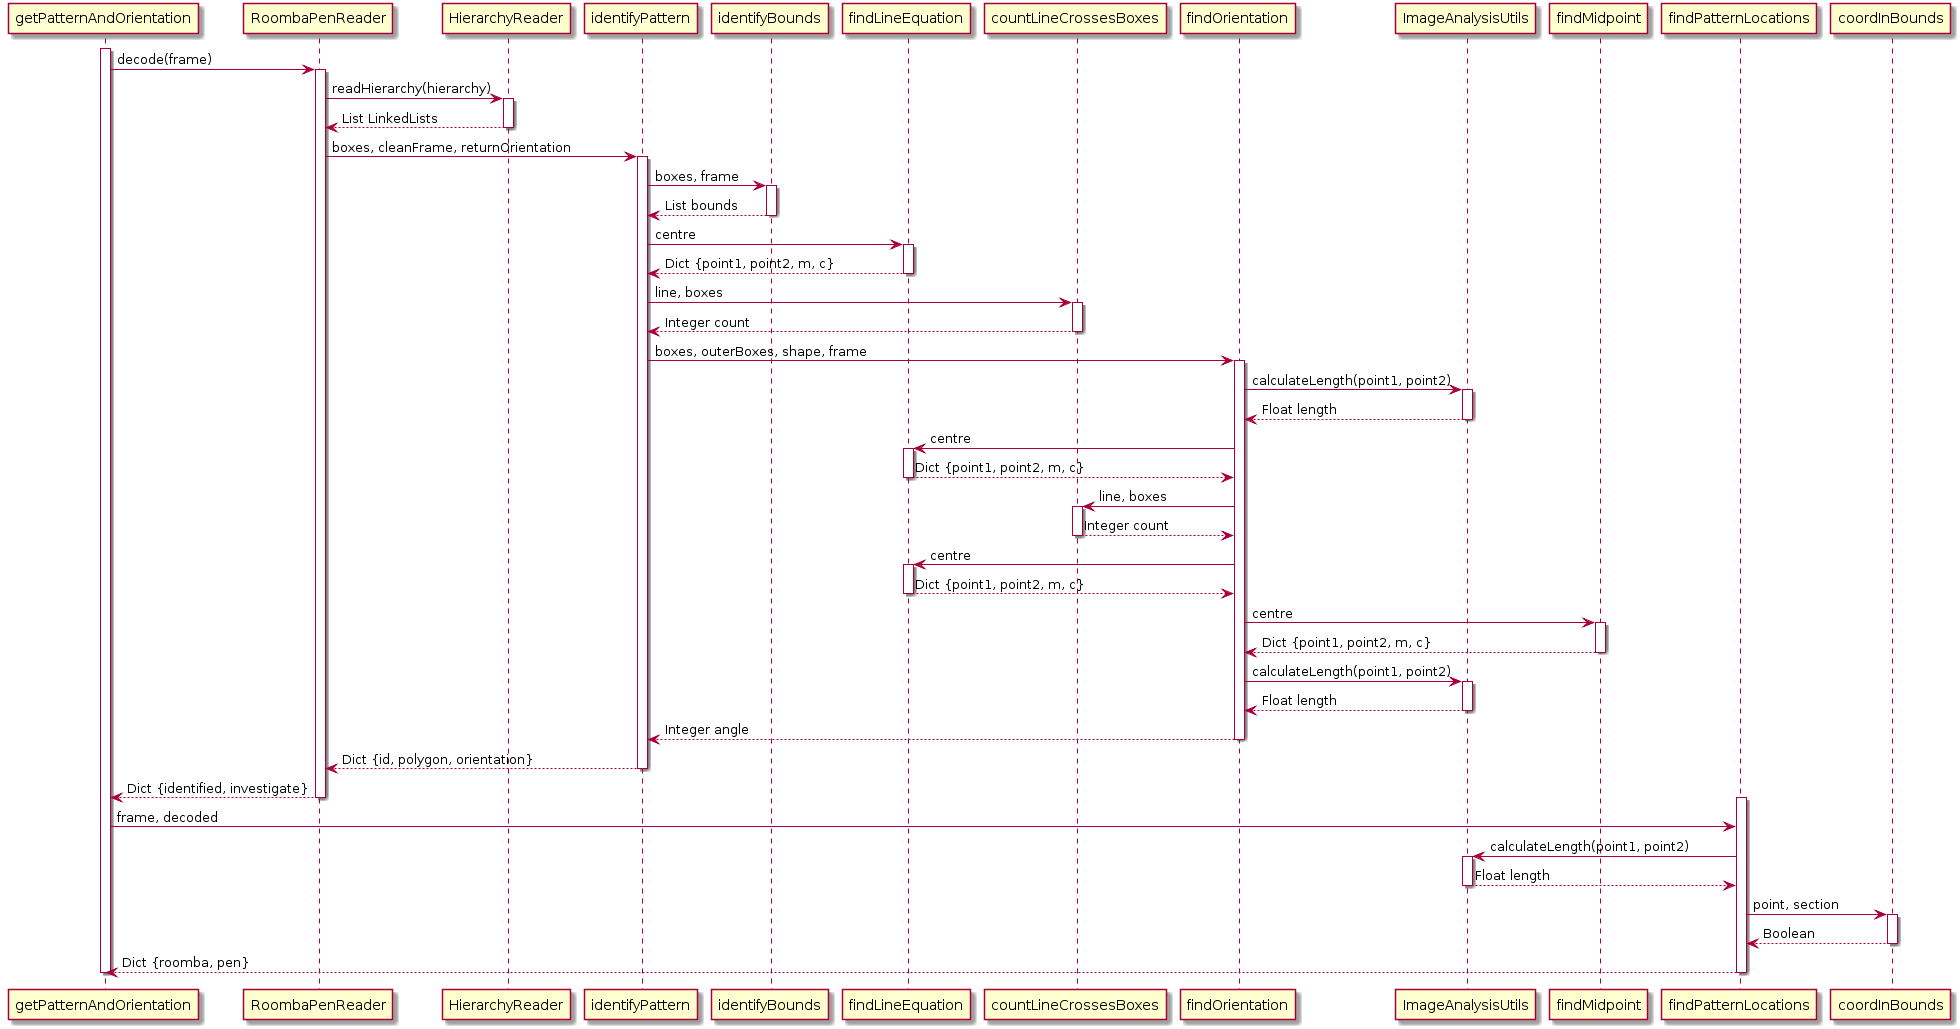 getPatternAndOrientation RoombaPenReader HierarchyReader identifyPattern identifyBounds findLineEquation countLineCrossesBoxes findOrientation ImageAnalysisUtils findMidpoint findPatternLocations coordInBounds
decode(frame)
readHierarchy(hierarchy)
List LinkedLists
boxes, cleanFrame, returnOrientation
boxes, frame
List bounds
centre
Dict {point1, point2, m, c}
line, boxes
Integer count
boxes, outerBoxes, shape, frame
calculateLength(point1, point2)
Float length
centre
Dict {point1, point2, m, c}
line, boxes
Integer count
centre
Dict {point1, point2, m, c}
centre
Dict {point1, point2, m, c}
calculateLength(point1, point2)
Float length
Integer angle
Dict {id, polygon, orientation}
Dict {identified, investigate}
frame, decoded
calculateLength(point1, point2)
Float length
point, section
Boolean
Dict {roomba, pen}
getPatternAndOrientation RoombaPenReader HierarchyReader identifyPattern identifyBounds findLineEquation countLineCrossesBoxes findOrientation ImageAnalysisUtils findMidpoint findPatternLocations coordInBounds